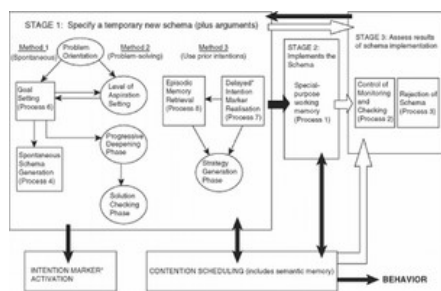 STAGE 1: Specify a temporary new schema (plus arguments)
Method 1
(Spontaneous)
Problem
Orientation
Method 2
(Problem-solving)
Method 3
(Use prior intentions)
Goal
Setting
(Process 6)
Level of
Aspiration
Setting
Spontaneous
Schema
Generation
(Process 4)
Progressive
Deepening
Phase
Solution
Checking
Phase
Episodic
Memory
Retrieval
(Process 8)
Delayed*
Intention
Marker
Realisation
(Process 7)
Strategy
Generation
Phase
STAGE 2:
Implements the
Schema
Special-
purpose
working
memory
(Process 1)
STAGE 3: Assess results
of schema implementation
Control of
Monitoring
and
Checking
(Process 2)
Rejection of
Schema
(Process 3)
INTENTION MARKER*
ACTIVATION
CONTENTION SCHEDULING (includes semantic memory)
BEHAVIOR